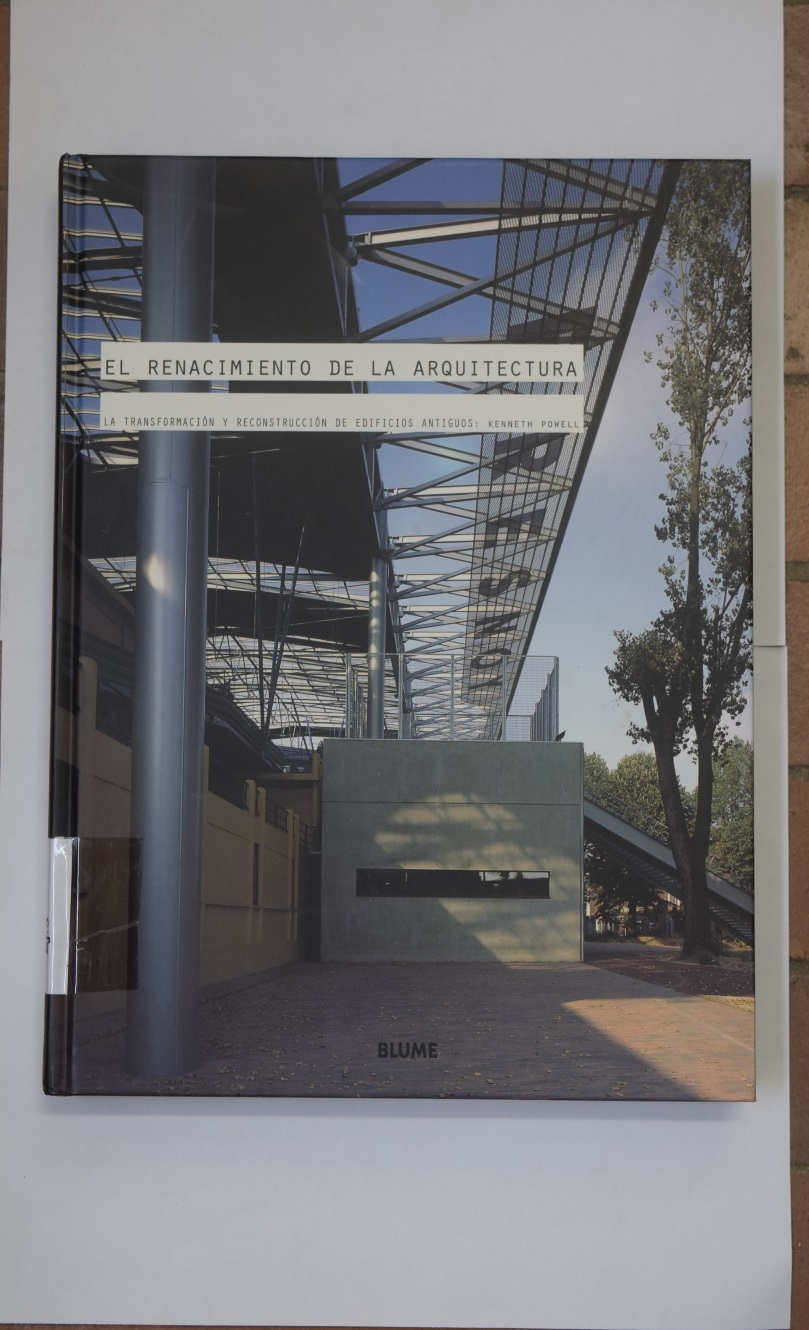 EL RENACIMIENTO DE LA ARQUITECTURA
LA TRANSFORMACIÓN Y RECONSTRUCCIÓN DE EDIFICIOS ANTIGUOS: KENNETH POWELL
BLUME